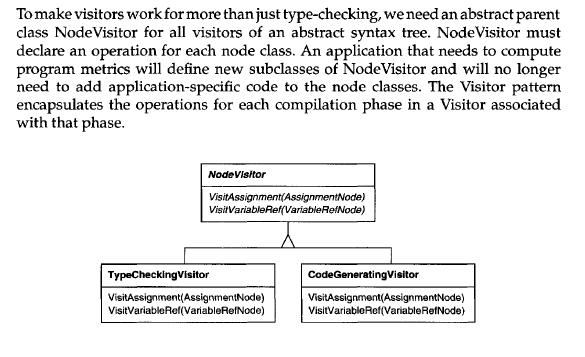 To make visitors work for more than just type-checking, we need an abstract parent
class NodeVisitor for all visitors of an abstract syntax tree. NodeVisitor must
declare an operation for each node class. An application that needs to compute
program metrics will define new subclasses of NodeVisitor and will no longer
need to add application-specific code to the node classes. The Visitor pattern
encapsulates the operations for each compilation phase in a Visitor associated
with that phase.
NodeVisitor
VisitAssignment(AssignmentNode)
VisitVariableRef(VariableRefNode)
TypeCheckingVisitor
VisitAssignment(AssignmentNode)
VisitVariableRef(VariableRefNode)
CodeGeneratingVisitor
VisitAssignment(AssignmentNode)
VisitVariableRef(VariableRefNode)